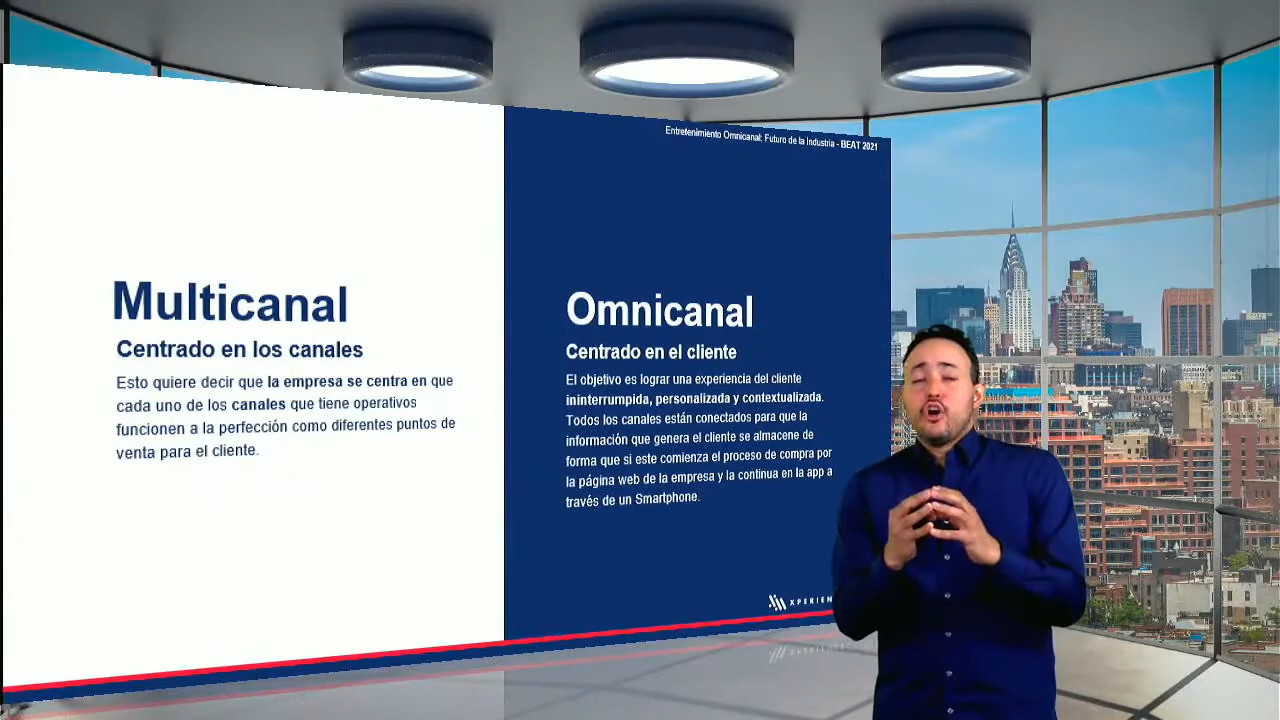 Entretenimiento Omnicanal: Futuro de la Industria - BEAT 2021
Multicanal
Centrado en los canales
Esto quiere decir que la empresa se centra en que
cada uno de los canales que tiene operativos
funcionen a la perfección como diferentes puntos de
venta para el cliente.
Omnicanal
Centrado en el cliente
El objetivo es lograr una experiencia del cliente
ininterrumpida, personalizada y contextualizada.
Todos los canales están conectados para que la
información que genera el cliente se almacene de
forma que si este comienza el proceso de compra por
la página web de la empresa y la continua en la app a
través de un Smartphone.
XPERIEN